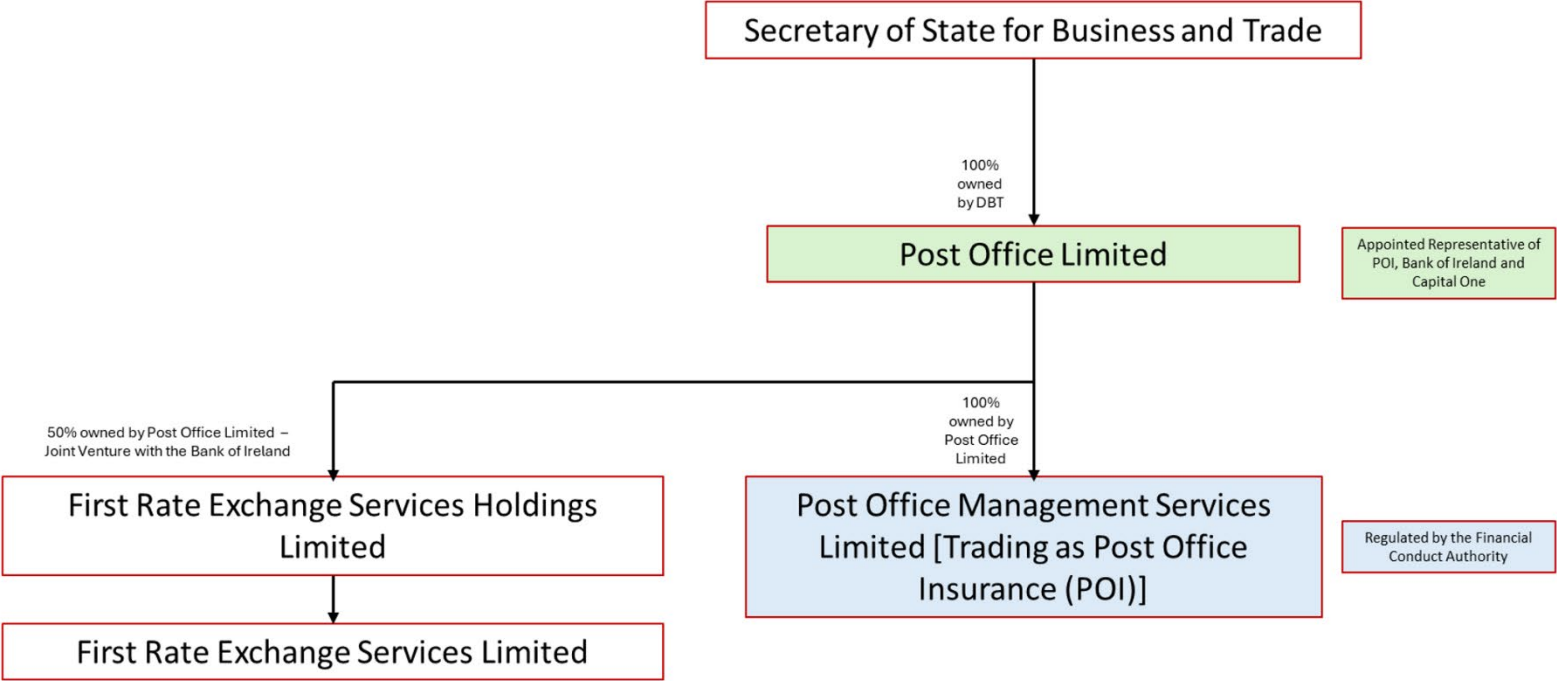 Secretary of State for Business and Trade
100%
owned
by DBT
Post Office Limited
Appointed Representative of
POI, Bank of Ireland and
Capital One
50% owned by Post Office Limited –
Joint Venture with the Bank of Ireland
100%
owned by
Post Office
Limited
First Rate Exchange Services Holdings
Limited
Post Office Management Services
Limited [Trading as Post Office
Insurance (POI)]
Regulated by the Financial
Conduct Authority
First Rate Exchange Services Limited